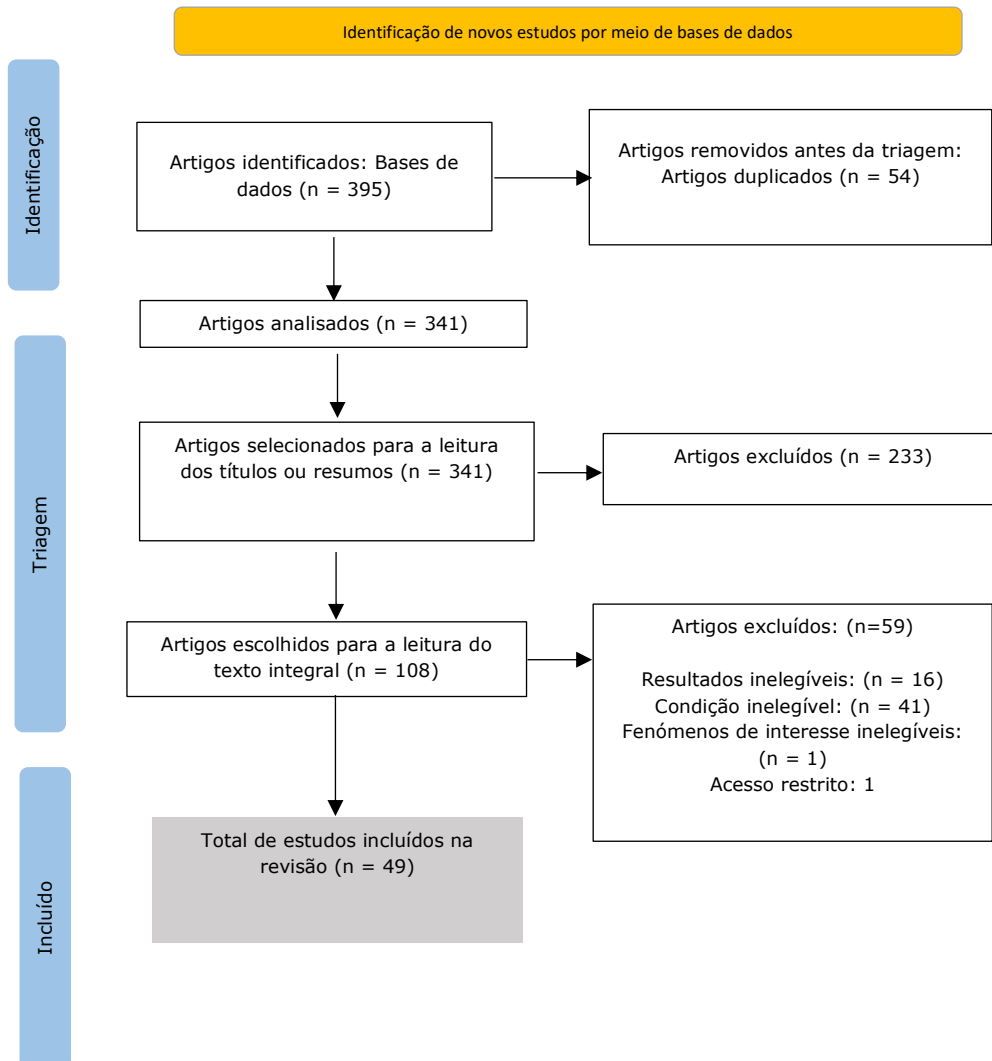 Identificação de novos estudos por meio de bases de dados
Identificação
Artigos identificados: Bases de
dados (n = 395)
Artigos removidos antes da triagem:
Artigos duplicados (n = 54)
Artigos analisados (n = 341)
Triagem
Artigos selecionados para a leitura
dos títulos ou resumos (n = 341)
Artigos excluídos (n = 233)
Artigos escolhidos para a leitura do
texto integral (n = 108)
Artigos excluídos: (n=59)
Resultados inelegíveis: (n = 16)
Condição inelegível: (n = 41)
Fenómenos de interesse inelegíveis:
(n = 1)
Acesso restrito: 1
Incluído
Total de estudos incluídos na
revisão (n = 49)